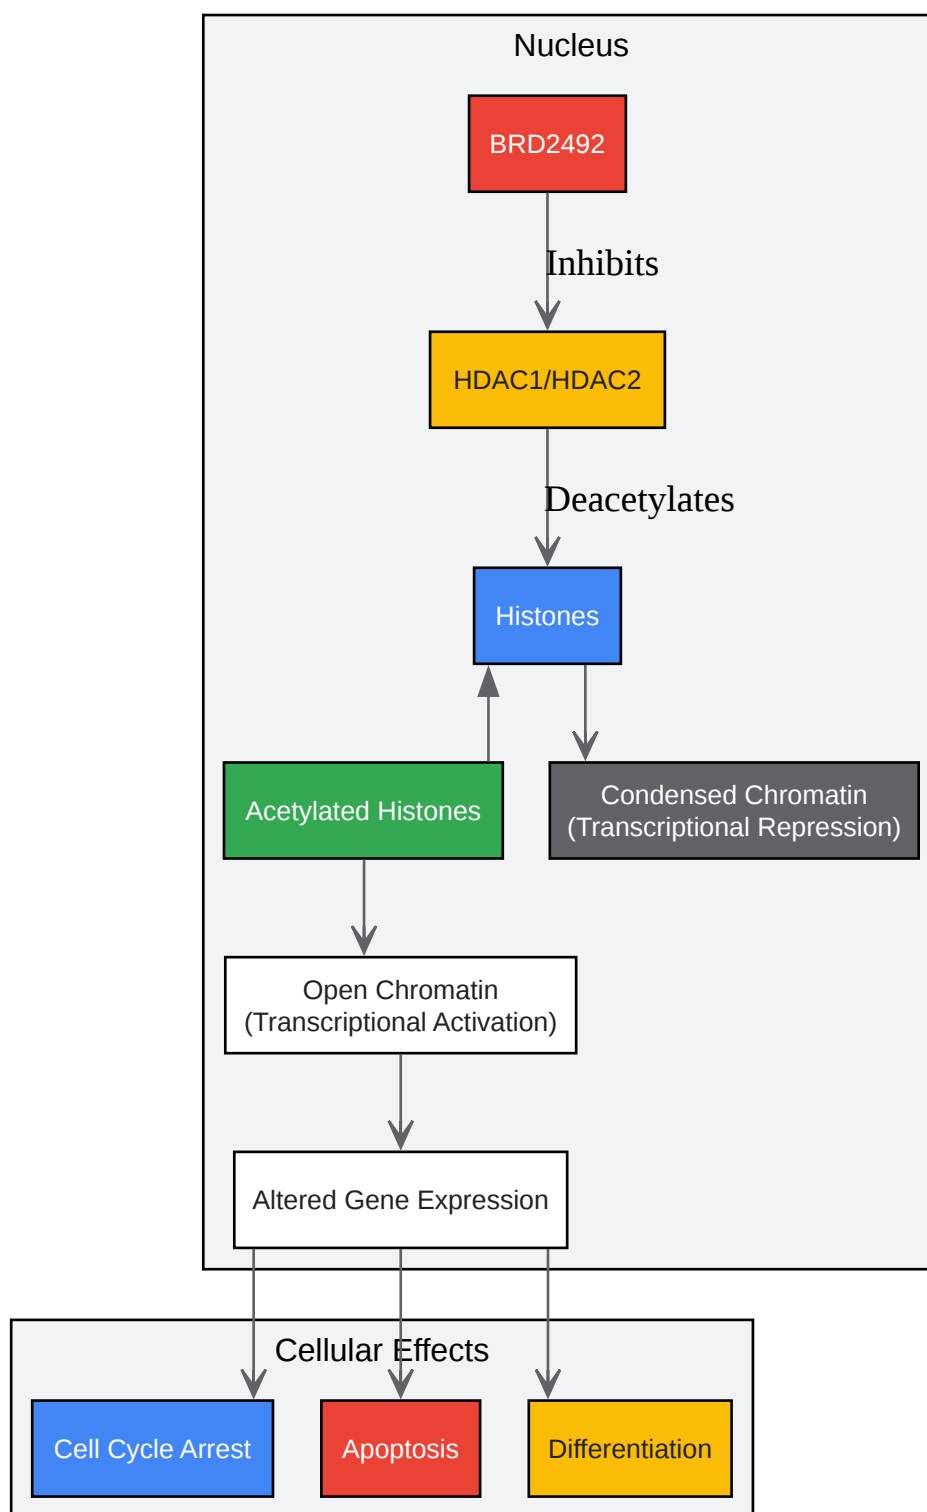 Nucleus
BRD2492
Inhibits
HDAC1/HDAC2
Deacetylates
Histones
Acetylated Histones
Condensed Chromatin
(Transcriptional Repression)
Open Chromatin
(Transcriptional Activation)
Altered Gene Expression
Cellular Effects
Cell Cycle Arrest
Apoptosis
Differentiation